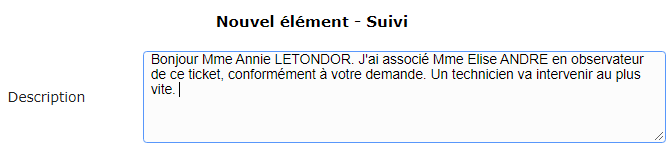 Nouvel élément - Suivi
Bonjour Mme Annie LETONDOR. J'ai associé Mme Elise ANDRE en observateur
de ce ticket, conformément à votre demande. Un technicien va intervenir au plus
vite.
Description